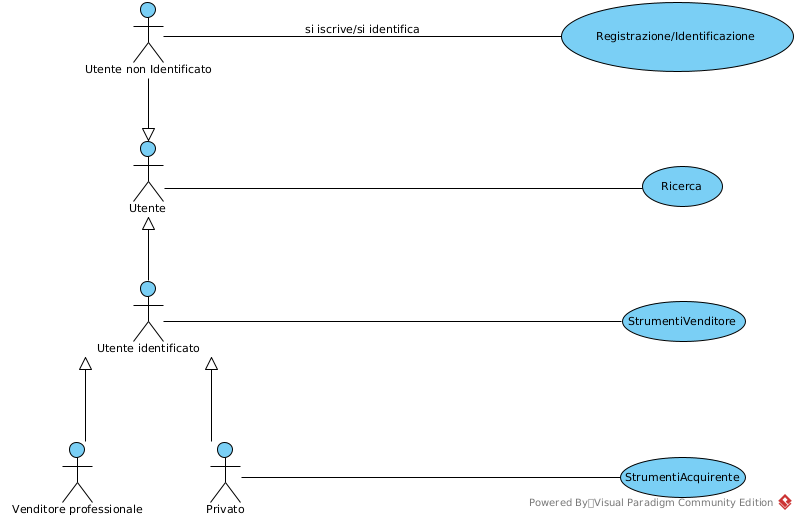 si iscrive/si identifica
Registrazione/Identificazione
Utente non Identificato
Ricerca
Utente
StrumentiVenditore
Utente identificato
StrumentiAcquirente
Venditore professionale
Privato
Powered By Visual Paradigm Community Edition